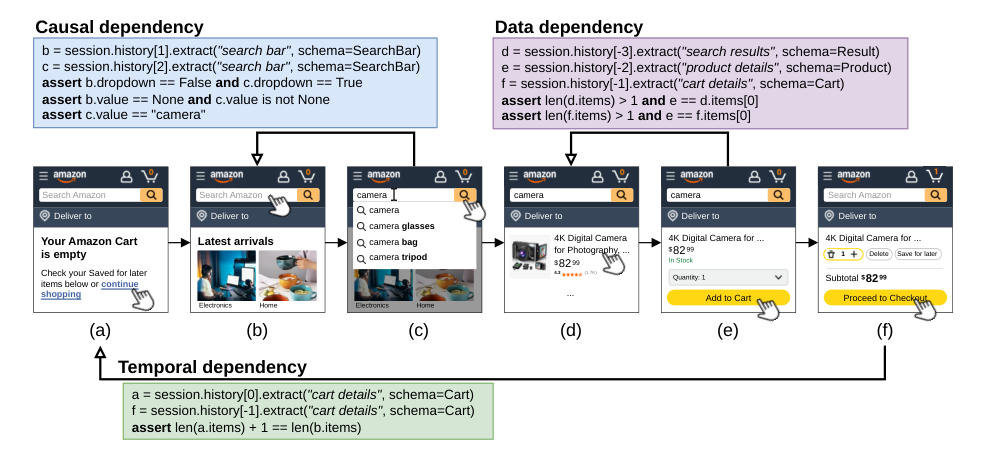 Causal dependency
b = session.history[1].extract("search bar", schema=SearchBar)
c = session.history[2].extract("search bar", schema=SearchBar)
assert b.dropdown == False and c.dropdown == True
assert b.value == None and c.value is not None
assert c.value == "camera"
Data dependency
d = session.history[-3].extract("search results", schema=Result)
e = session.history[-2].extract("product details", schema=Product)
f = session.history[-1].extract("cart details", schema=Cart)
assert len(d.items) > 1 and e == d.items[0]
assert len(f.items) > 1 and e == f.items[0]
amazon 0
Search Amazon
Deliver to
Your Amazon Cart
is empty
Check your Saved for later
items below or continue
shopping
(a)
amazon 0
Search Amazon
Deliver to
Latest arrivals
Electronics Home
(b)
amazon 0
camera
camera
camera glasses
camera bag
camera tripod
Electronics Home
(c)
amazon 0
camera
Deliver to
4K Digital Camera
for Photography, ...
$82.99
4.3
...
(d)
amazon 0
camera
Deliver to
4K Digital Camera for ...
$82.99
In Stock
Quantity: 1
Add to Cart
(e)
amazon 1
Search Amazon
Deliver to
4K Digital Camera for ...
1 + Delete Save for later
Subtotal $82.99
Proceed to Checkout
(f)
Temporal dependency
a = session.history[0].extract("cart details", schema=Cart)
f = session.history[-1].extract("cart details", schema=Cart)
assert len(a.items) + 1 == len(b.items)